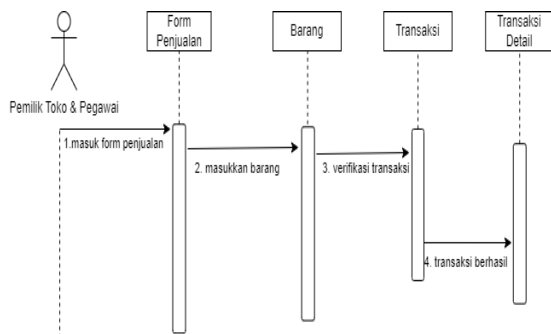 Form
Penjualan
Barang
Transaksi
Transaksi
Detail
Pemilik Toko & Pegawai
1.masuk form penjualan
2. masukkan barang
3. verifikasi transaksi
4. transaksi berhasil